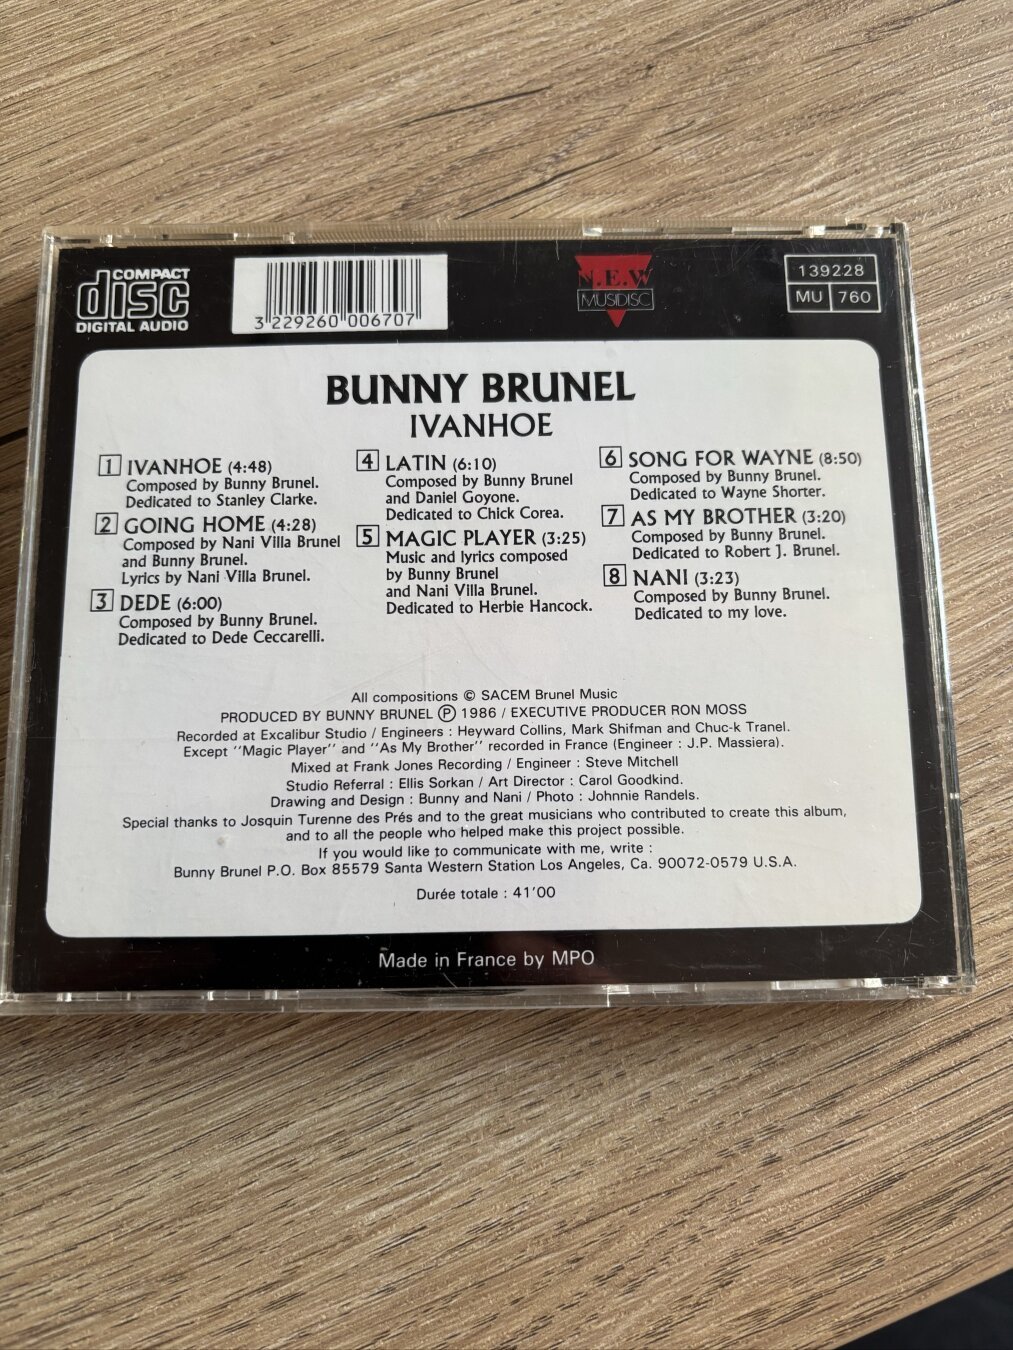 COMPACT
disc
DIGITAL AUDIO
3 229260 006707
N.E.W
MUSIDISC
139228
MU 760
BUNNY BRUNEL
IVANHOE
1 IVANHOE (4:48)
Composed by Bunny Brunel.
Dedicated to Stanley Clarke.
2 GOING HOME (4:28)
Composed by Nani Villa Brunel
and Bunny Brunel.
Lyrics by Nani Villa Brunel.
3 DEDE (6:00)
Composed by Bunny Brunel.
Dedicated to Dede Ceccarelli.
4 LATIN (6:10)
Composed by Bunny Brunel
and Daniel Goyone.
Dedicated to Chick Corea.
5 MAGIC PLAYER (3:25)
Music and lyrics composed
by Bunny Brunel
and Nani Villa Brunel.
Dedicated to Herbie Hancock.
6 SONG FOR WAYNE (8:50)
Composed by Bunny Brunel.
Dedicated to Wayne Shorter.
7 AS MY BROTHER (3:20)
Composed by Bunny Brunel.
Dedicated to Robert J. Brunel.
8 NANI (3:23)
Composed by Bunny Brunel.
Dedicated to my love.
All compositions © SACEM Brunel Music
PRODUCED BY BUNNY BRUNEL Ⓟ 1986 / EXECUTIVE PRODUCER RON MOSS
Recorded at Excalibur Studio / Engineers : Heyward Collins, Mark Shifman and Chuc-k Tranel.
Except ''Magic Player'' and ''As My Brother'' recorded in France (Engineer : J.P. Massiera).
Mixed at Frank Jones Recording / Engineer : Steve Mitchell
Studio Referral : Ellis Sorkan / Art Director : Carol Goodkind.
Drawing and Design : Bunny and Nani / Photo : Johnnie Randels.
Special thanks to Josquin Turenne des Prés and to the great musicians who contributed to create this album,
and to all the people who helped make this project possible.
If you would like to communicate with me, write :
Bunny Brunel P.O. Box 85579 Santa Western Station Los Angeles, Ca. 90072-0579 U.S.A.
Durée totale : 41'00
Made in France by MPO